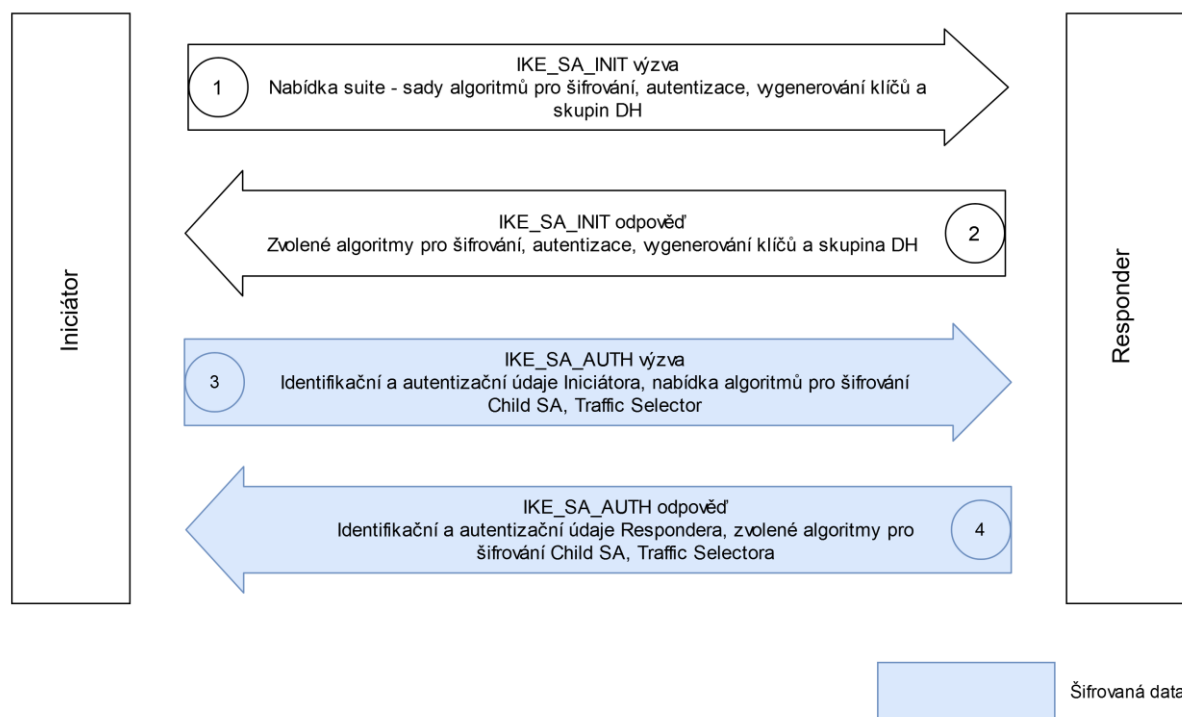 Iniciátor
1
IKE_SA_INIT výzva
Nabídka suite - sady algoritmů pro šifrování, autentizace, vygenerování klíčů a
skupin DH
IKE_SA_INIT odpověď
Zvolené algoritmy pro šifrování, autentizace, vygenerování klíčů a skupina DH
2
3
IKE_SA_AUTH výzva
Identifikační a autentizační údaje Iniciátora, nabídka algoritmů pro šifrování
Child SA, Traffic Selector
IKE_SA_AUTH odpověď
Identifikační a autentizační údaje Respondera, zvolené algoritmy pro
šifrování Child SA, Traffic Selectora
4
Responder
Šifrovaná data